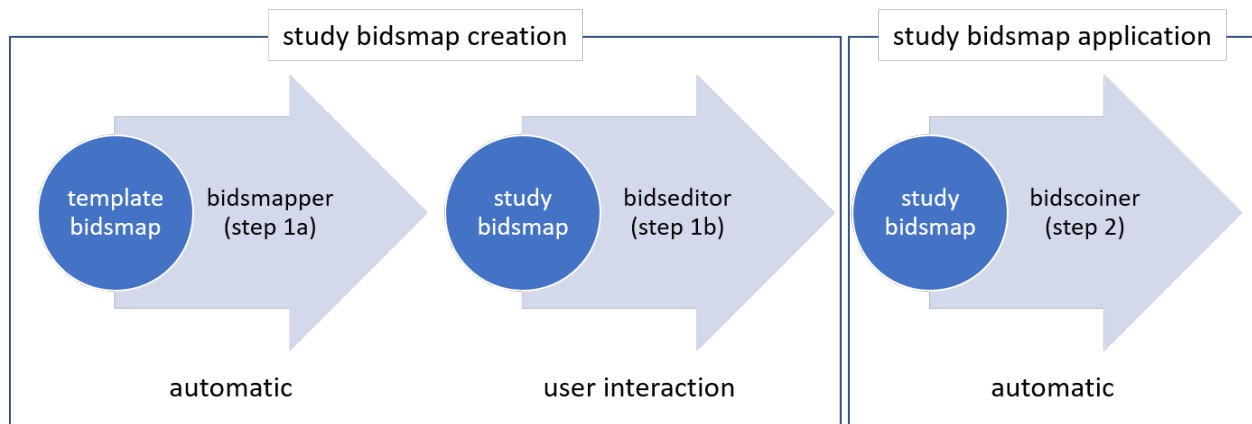 study bidsmap creation
study bidsmap application
template
bidsmap
bidsmapper
(step 1a)
study
bidsmap
bidseditor
(step 1b)
study
bidsmap
bidscoiner
(step 2)
automatic
user interaction
automatic